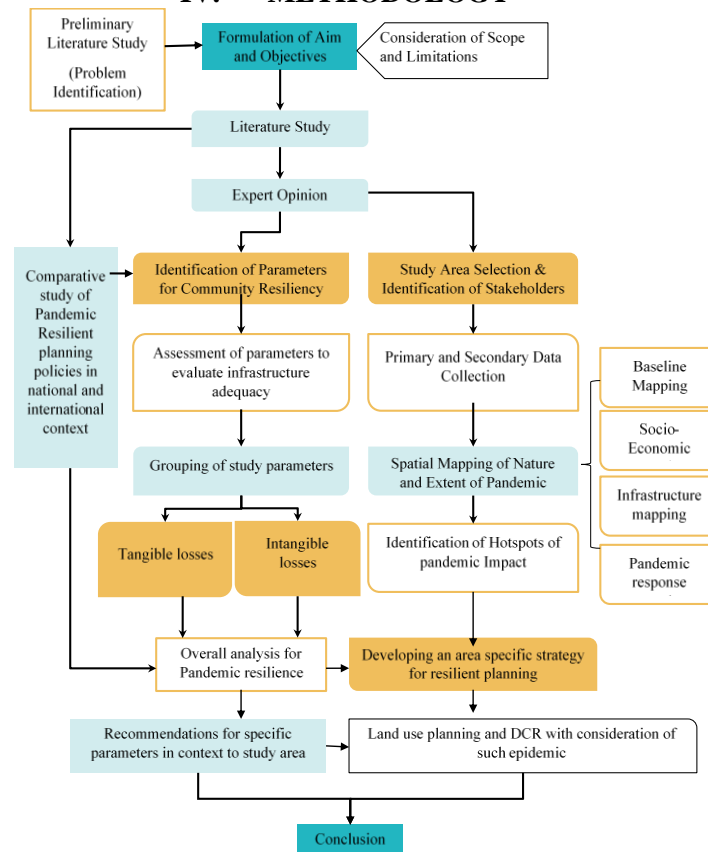 IV. METHODOLOGY
Preliminary
Literature Study
(Problem
Identification)
Formulation of Aim
and Objectives
Consideration of Scope
and Limitations
Literature Study
Expert Opinion
Comparative
study of
Pandemic
Resilient
planning
policies in
national and
international
context
Identification of Parameters
for Community Resiliency
Study Area Selection &
Identification of Stakeholders
Assessment of parameters to
evaluate infrastructure
adequacy
Primary and Secondary Data
Collection
Grouping of study parameters
Spatial Mapping of Nature
and Extent of Pandemic
Baseline
Mapping
Socio-
Economic
Infrastructure
mapping
Pandemic
response
Tangible losses
Intangible
losses
Identification of Hotspots of
pandemic Impact
Overall analysis for
Pandemic resilience
Developing an area specific strategy
for resilient planning
Recommendations for specific
parameters in context to study area
Land use planning and DCR with consideration of
such epidemic
Conclusion